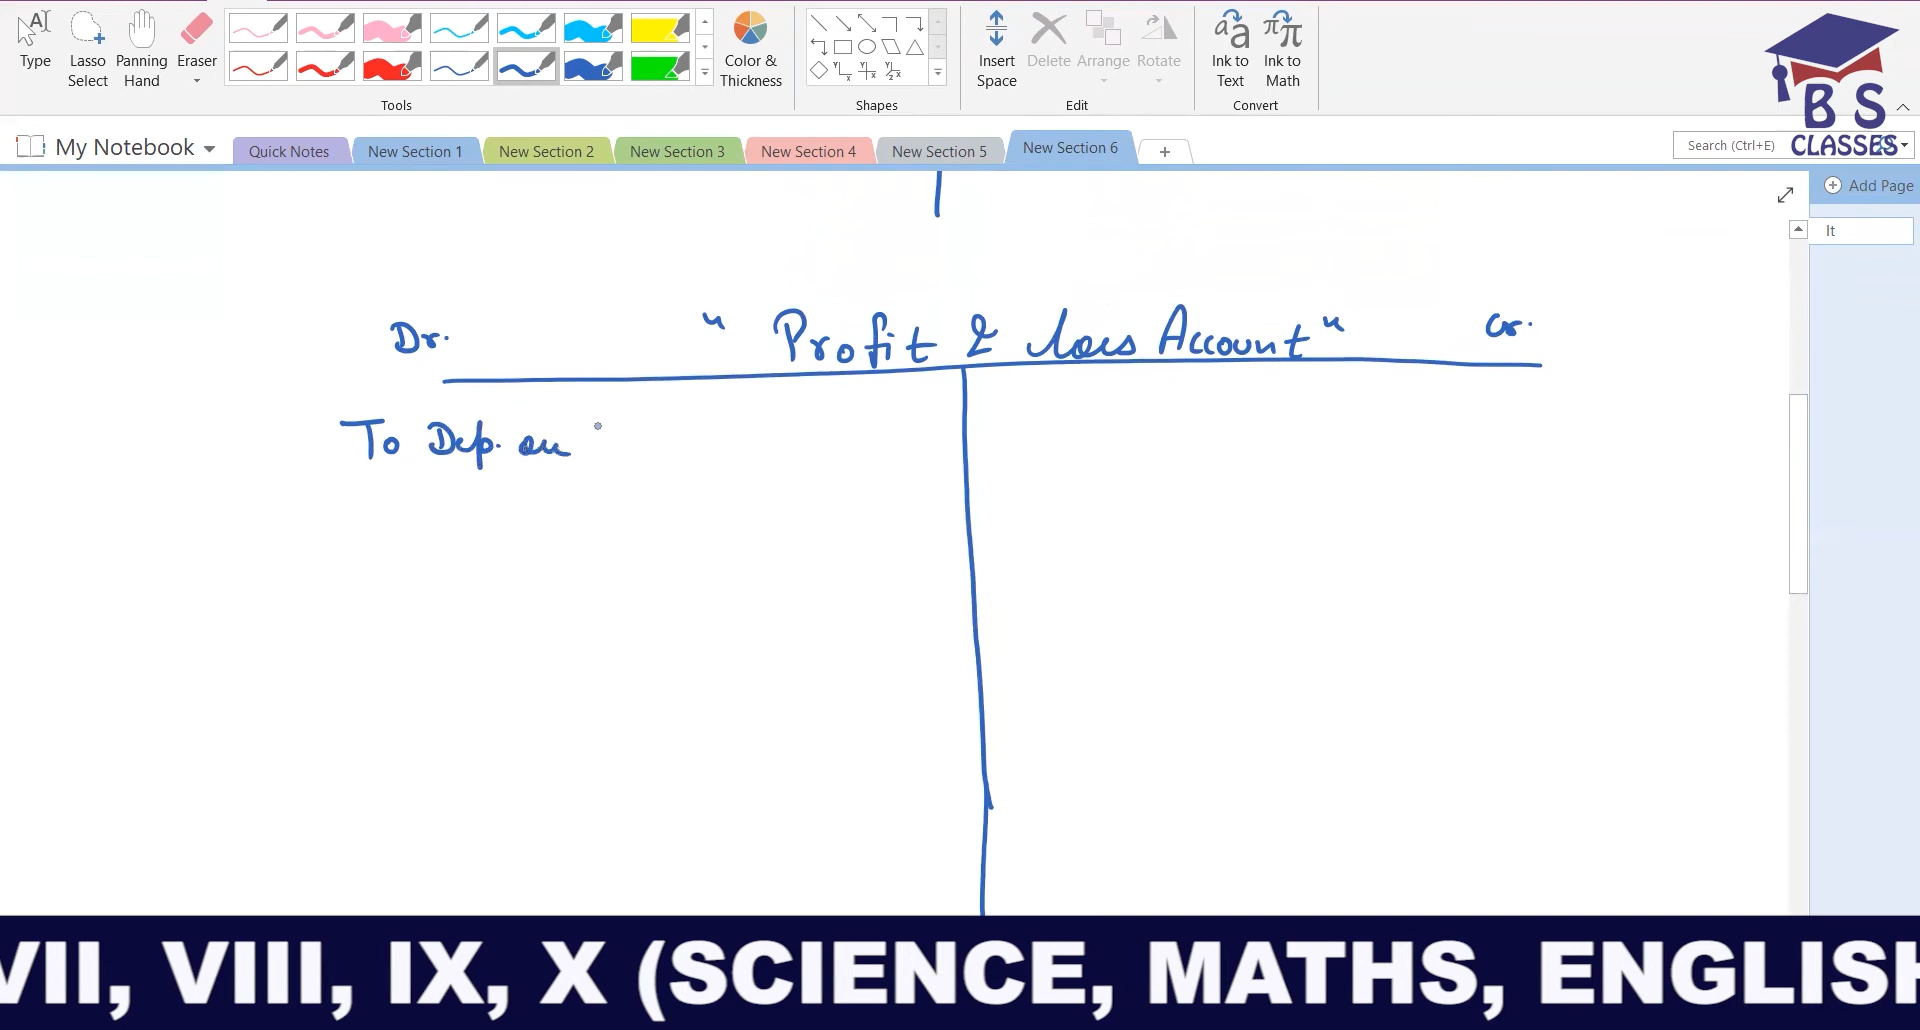 Type
Lasso Select
Panning Hand
Eraser
Color & Thickness
Insert Space
Delete
Arrange
Rotate
Ink to Text
Ink to Math
Tools
Shapes
Edit
Convert
BS
CLASSES
My Notebook
Quick Notes
New Section 1
New Section 2
New Section 3
New Section 4
New Section 5
New Section 6
Search (Ctrl+E)
Add Page
It
Dr. " Profit & Loss Account " Cr.
To Dep. on
VII, VIII, IX, X (SCIENCE, MATHS, ENGLISH